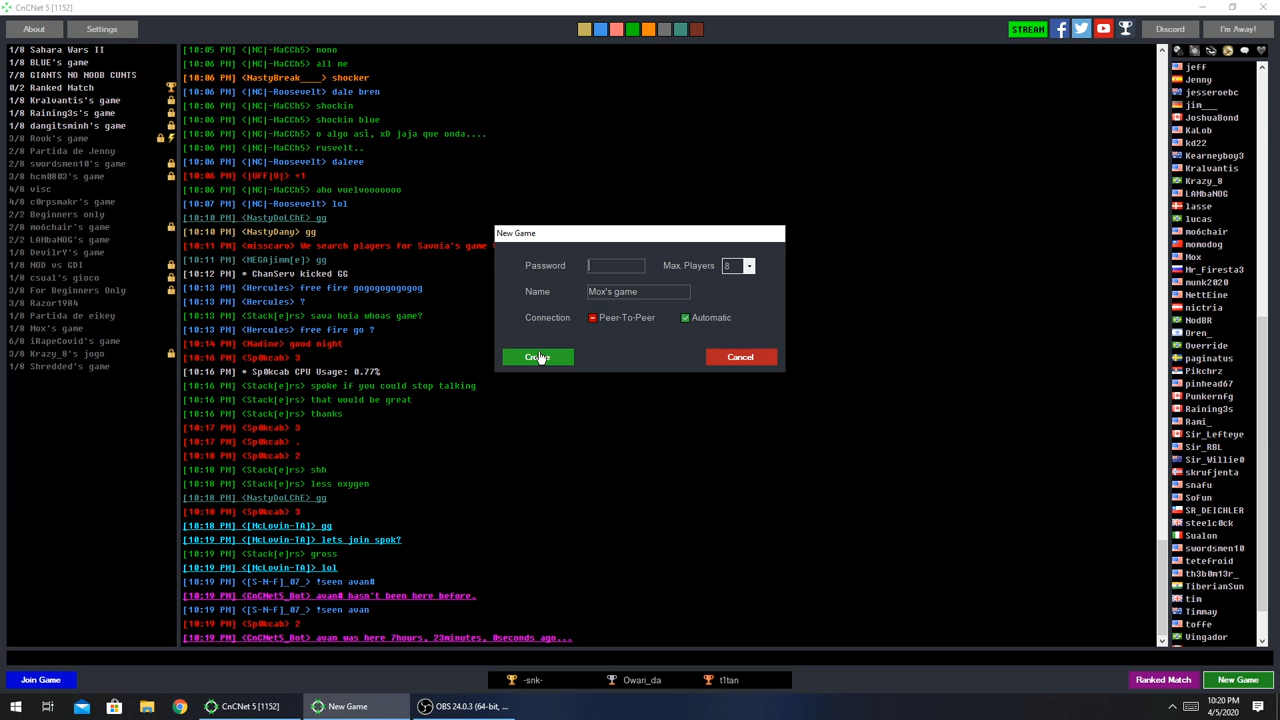 CnCNet 5 [1152]
About
Settings
STREAM
Discord
I'm Away!
1/8 Sahara Wars II
1/8 BLUE's game
7/8 GIANTS NO NOOB CUNTS
0/2 Ranked Match
1/8 Kralvantis's game
1/8 Raining3s's game
1/8 dangitsminh's game
3/8 Rook's game
2/8 Partida de Jenny
2/8 swordsmen10's game
3/8 hcm0803's game
4/8 visc
4/8 c0rpsmakr's game
2/2 Beginners only
2/8 mo6chair's game
2/2 LAMbaNOG's game
1/8 DevilrY's game
1/8 NOD vs GDI
1/8 csual's gioco
3/8 For Beginners Only
3/8 Razor1984
1/8 Partida de eikey
1/8 Mox's game
6/8 iRapeCovid's game
3/8 Krazy_8's jogo
1/8 Shredded's game
[10:05 PM] <|NC|-MaCCh5> nono
[10:06 PM] <|NC|-MaCCh5> all me
[10:06 PM] <NastyBreak____> shocker
[10:06 PM] <|NC|-Roosevelt> dale bren
[10:06 PM] <|NC|-MaCCh5> shockin
[10:06 PM] <|NC|-MaCCh5> shockin blue
[10:06 PM] <|NC|-MaCCh5> o algo asi, xD jaja que onda....
[10:06 PM] <|NC|-MaCCh5> rusvelt..
[10:06 PM] <|NC|-Roosevelt> daleee
[10:06 PM] <|UFF|O|> +1
[10:06 PM] <|NC|-MaCCh5> aho vuelvooooooo
[10:07 PM] <|NC|-Roosevelt> lol
[10:10 PM] <NastyDoLChE> gg
[10:10 PM] <NastyDany> gg
[10:11 PM] <misscaro> We search players for Savoia's game
[10:11 PM] <MEGAjimm[e]> gg
[10:12 PM] * ChanServ kicked GG
[10:13 PM] <Hercules> free fire gogogogogogog
[10:13 PM] <Hercules> ?
[10:13 PM] <Stack[e]rs> sava hoia whoas game?
[10:13 PM] <Hercules> free fire go ?
[10:14 PM] <Nadine> good night
[10:16 PM] <Sp0kcab> 3
[10:16 PM] * Sp0kcab CPU Usage: 0.77%
[10:16 PM] <Stack[e]rs> spoke if you could stop talking
[10:16 PM] <Stack[e]rs> that would be great
[10:16 PM] <Stack[e]rs> thanks
[10:17 PM] <Sp0kcab> 3
[10:17 PM] <Sp0kcab> .
[10:18 PM] <Sp0kcab> 2
[10:18 PM] <Stack[e]rs> shh
[10:18 PM] <Stack[e]rs> less oxygen
[10:18 PM] <NastyDoLChE> gg
[10:18 PM] <Sp0kcab> 3
[10:18 PM] <[McLovin-TA]> gg
[10:19 PM] <[McLovin-TA]> lets join spok?
[10:19 PM] <Stack[e]rs> gross
[10:19 PM] <[McLovin-TA]> lol
[10:19 PM] <[S-N-F]_07_> !seen avan#
[10:19 PM] <CnCNet5_Bot> avan# hasn't been here before.
[10:19 PM] <[S-N-F]_07_> !seen avan
[10:19 PM] <Sp0kcab> 2
[10:19 PM] <CnCNet5_Bot> avan was here 7hours, 23minutes, 0seconds ago...
New Game
Password
Max. Players
8
Name
Mox's game
Connection
Peer-To-Peer
Automatic
Cancel
jeff
Jenny
jesseroebc
jim___
JoshuaBond
KaLob
kd22
Kearneyboy3
Kralvantis
Krazy_8
LAMbaNOG
lasse
lucas
mo6chair
momodog
Mox
Mr_Firesta3
munk2020
NettEine
nictria
NodBR
Oren_
Override
paginatus
Pikchrz
pinhead67
Punkernfg
Raining3s
Rami_
Sir_Lefteye
Sir_RBL
Sir_Willie0
skrufjenta
snafu
SoFun
SR_DEICHLER
steelc0ck
Sualon
swordsmen10
tetefroid
th3b0m13r_
TiberianSun
tim
Timmay
toffe
Vingador
Join Game
-snk-
Owari_da
t1tan
Ranked Match
New Game
CnCNet 5 [1152]
New Game
OBS 24.0.3 (64-bit, ...
10:20 PM
4/5/2020